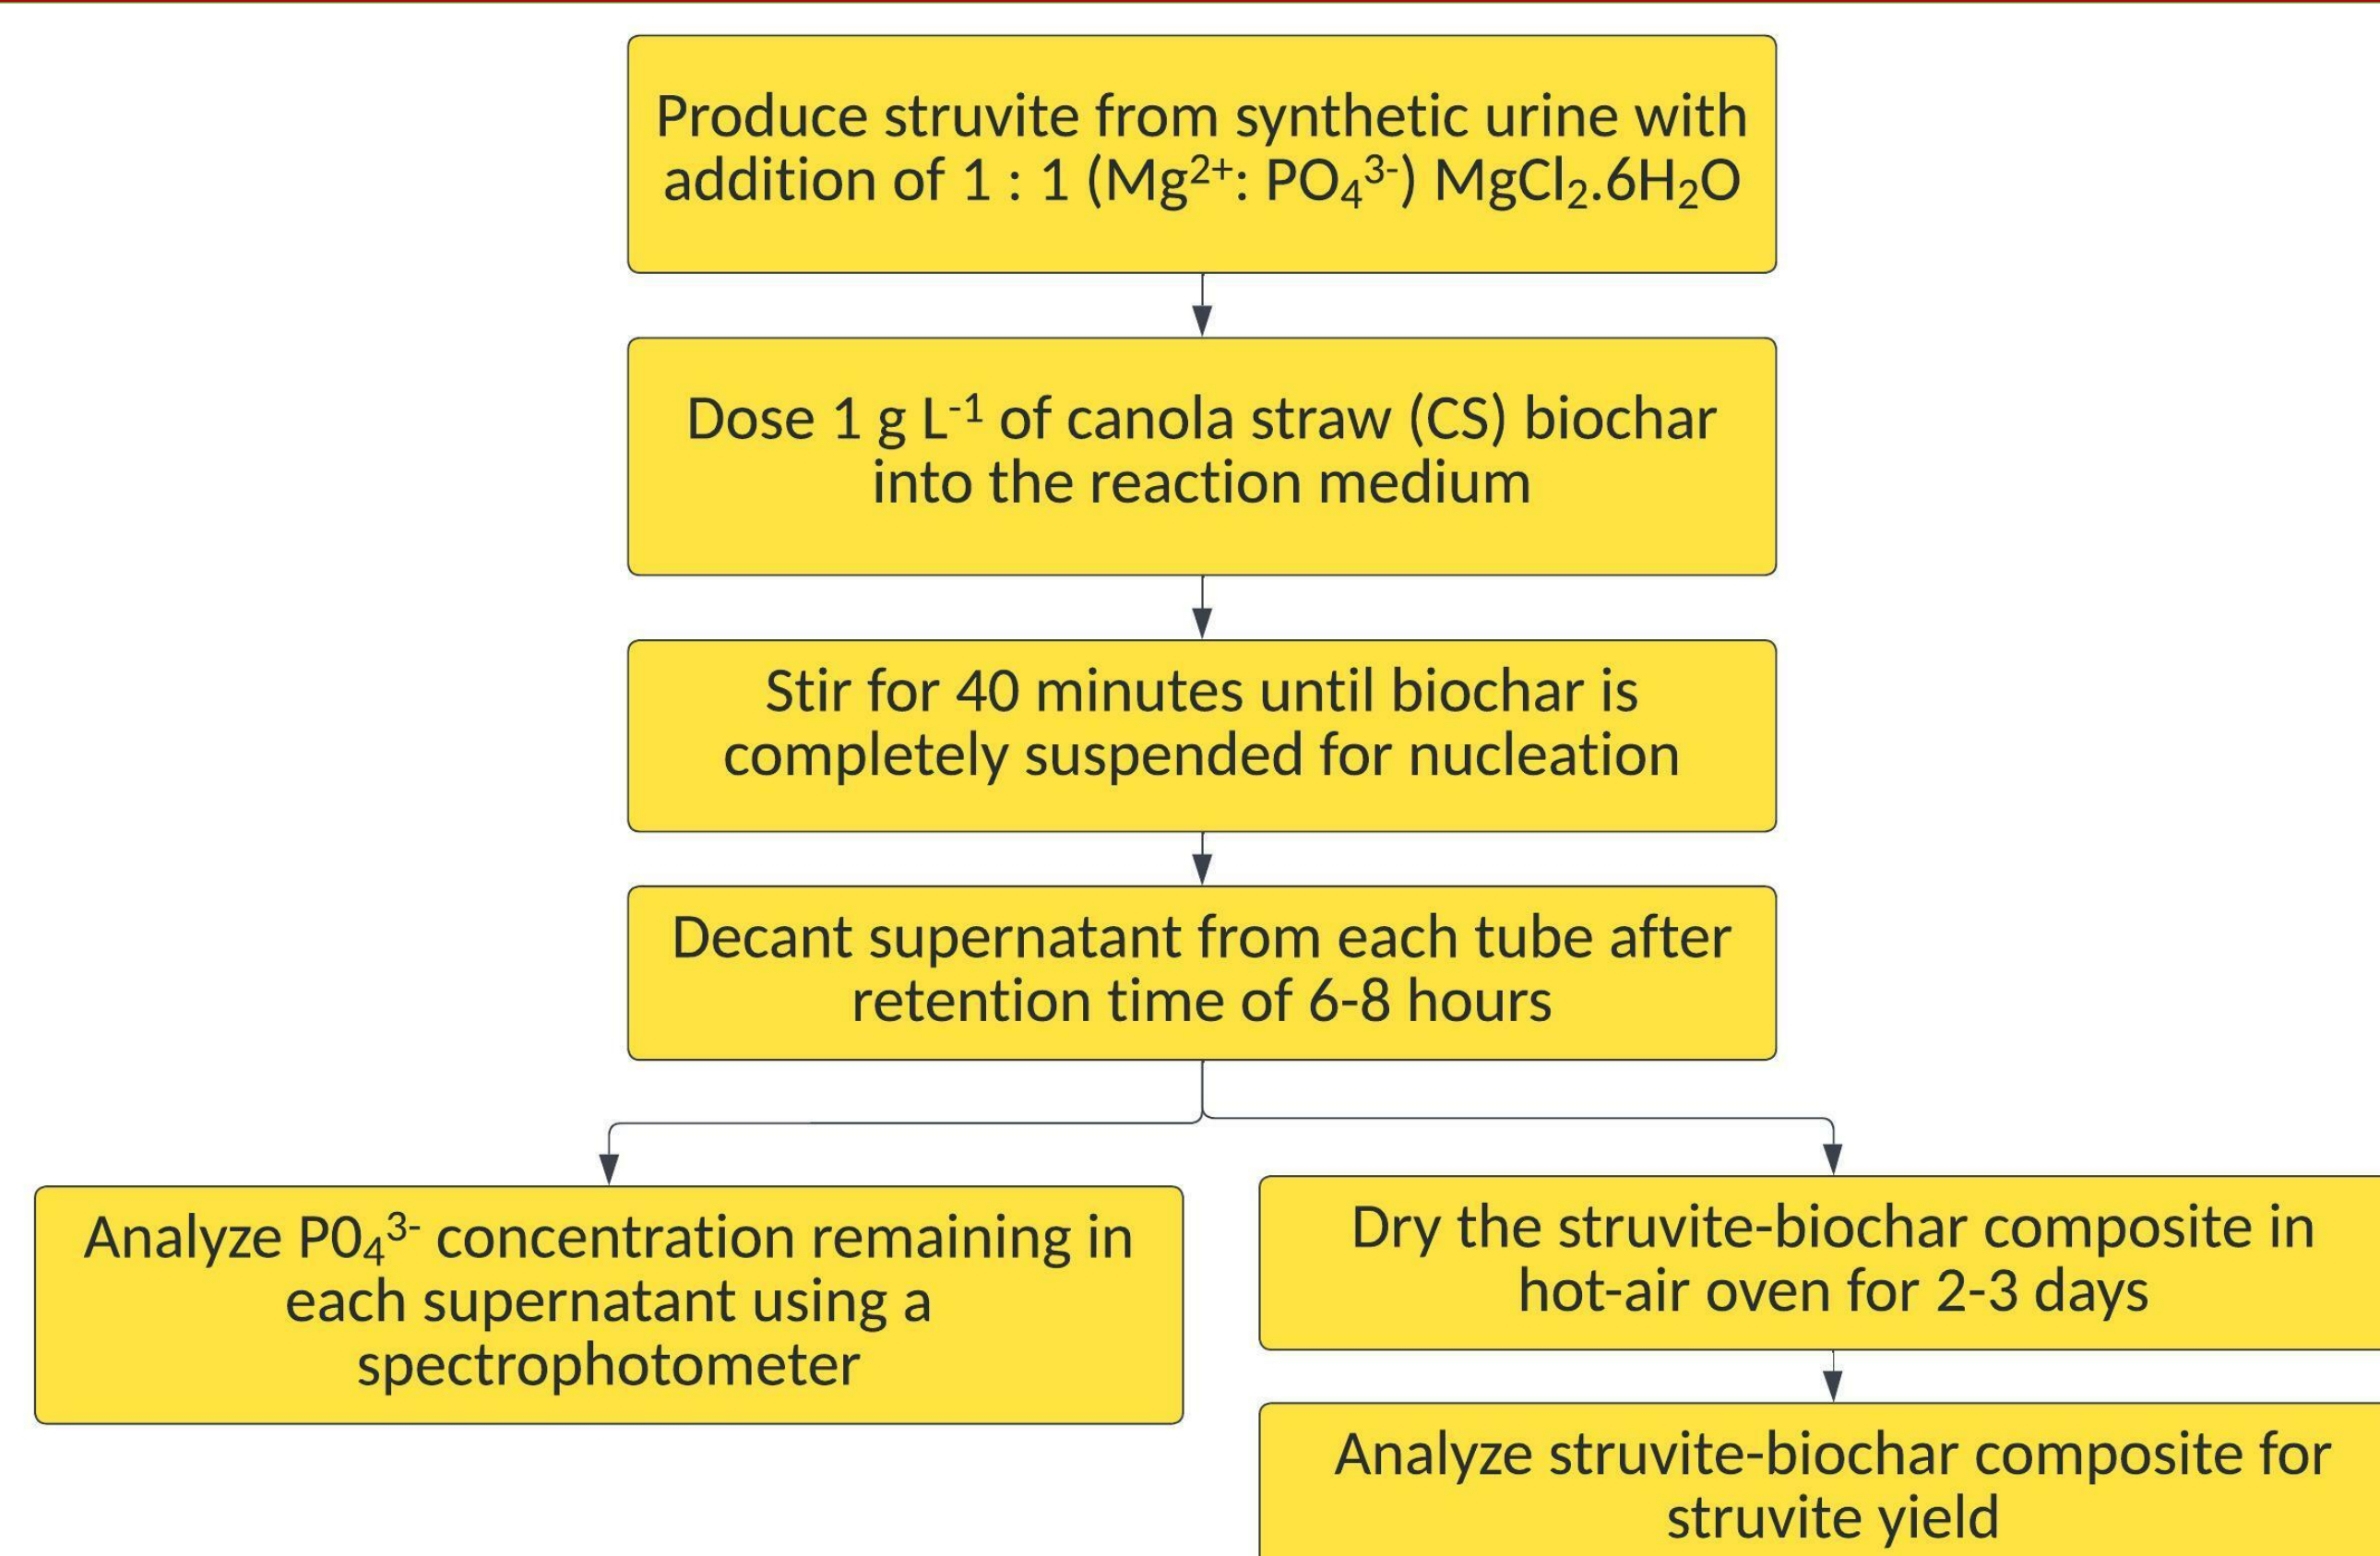 Produce struvite from synthetic urine with
addition of 1 : 1 (Mg²⁺: PO₄³⁻) MgCl₂.6H₂O
Dose 1 g L⁻¹ of canola straw (CS) biochar
into the reaction medium
Stir for 40 minutes until biochar is
completely suspended for nucleation
Decant supernatant from each tube after
retention time of 6-8 hours
Analyze P0₄³⁻ concentration remaining in
each supernatant using a
spectrophotometer
Dry the struvite-biochar composite in
hot-air oven for 2-3 days
Analyze struvite-biochar composite for
struvite yield